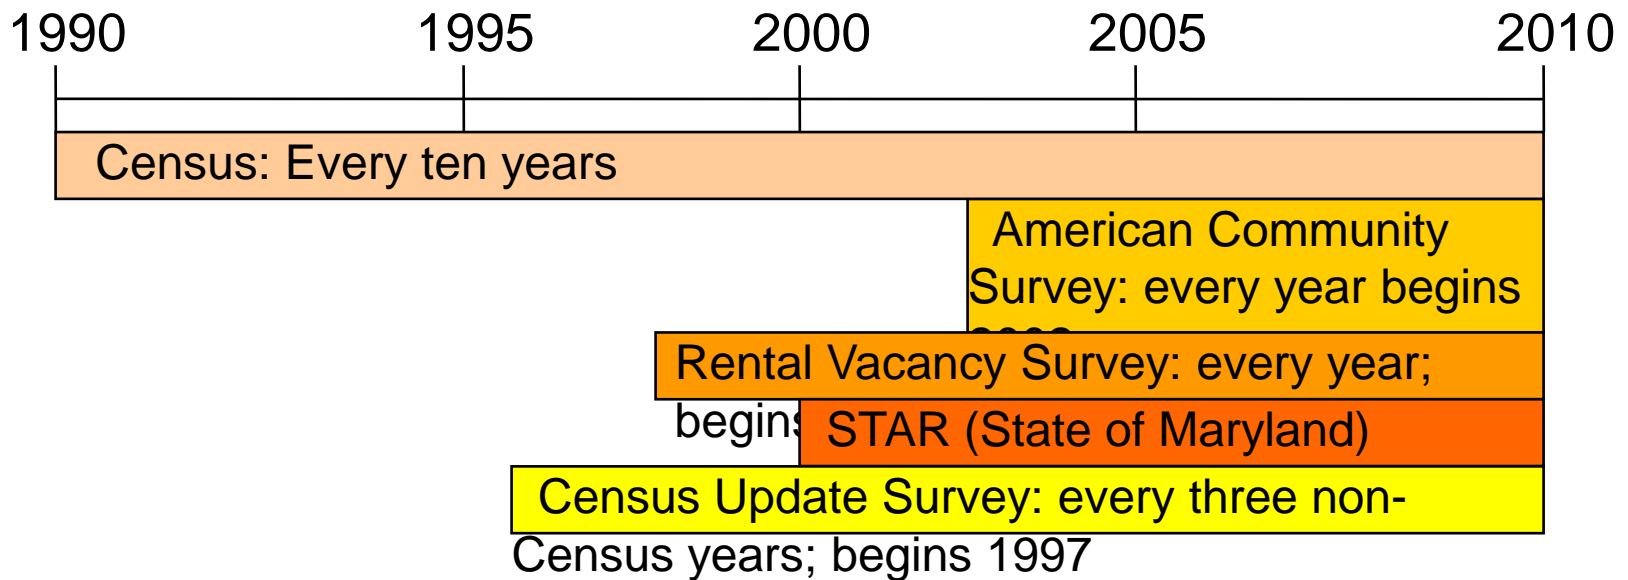 1990 1995 2000 2005 2010
Census: Every ten years
American Community
Survey: every year begins
Rental Vacancy Survey: every year;
begins
STAR (State of Maryland)
Census Update Survey: every three non-
Census years; begins 1997